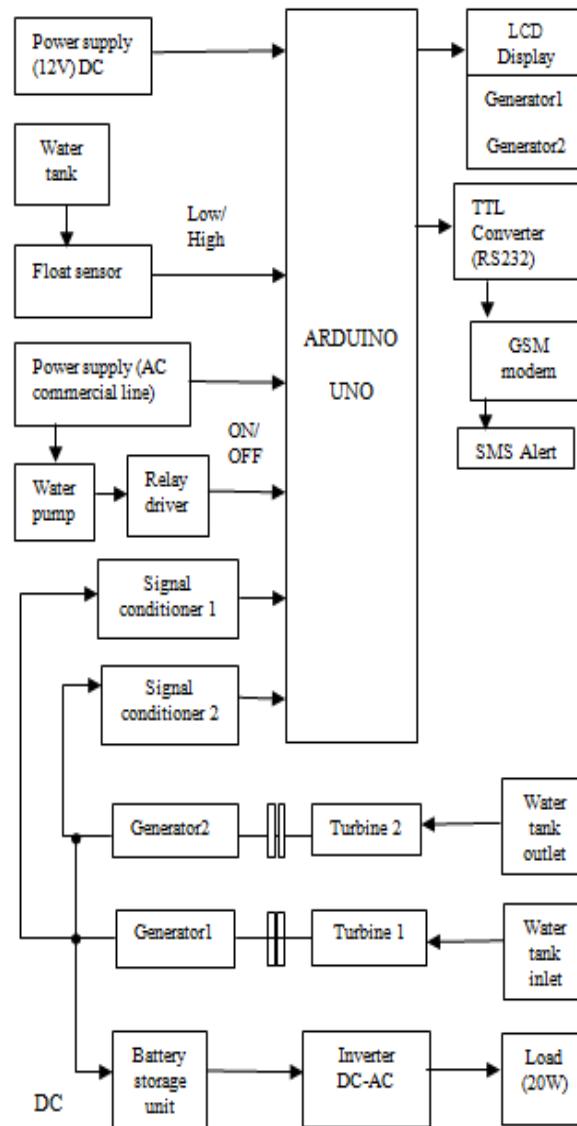 Power supply
(12V) DC
LCD
Display
Generator1
Generator2
Water
tank
Low/
High
Float sensor
TTL
Converter
(RS232)
ARDUINO
UNO
Power supply (AC
commercial line)
GSM
modem
ON/
OFF
SMS Alert
Water
pump
Relay
driver
Signal
conditioner 1
Signal
conditioner 2
Generator2
Turbine 2
Water
tank
outlet
Generator1
Turbine 1
Water
tank
inlet
Battery
storage
unit
Inverter
DC-AC
Load
(20W)
DC